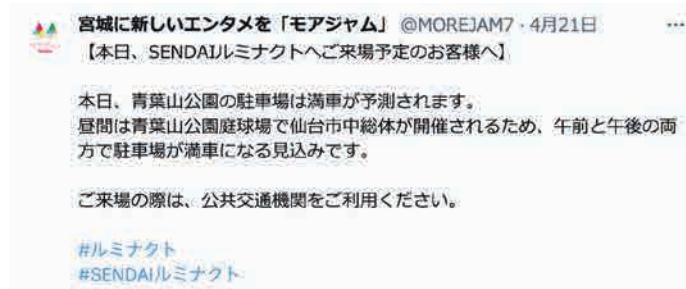 宮城に新しいエンタメを「モアジャム」 @MOREJAM7・4月21日 …
【本日、SENDAIルミナクトへご来場予定のお客様へ】
本日、青葉山公園の駐車場は満車が予測されます。
昼間は青葉山公園庭球場で仙台市中総体が開催されるため、午前と午後の両
方で駐車場が満車になる見込みです。
ご来場の際は、公共交通機関をご利用ください。
#ルミナクト
#SENDAIルミナクト